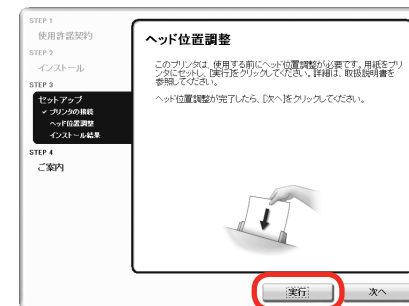 STEP 1
使用許諾契約
STEP 2
インストール
STEP 3
セットアップ
✓ プリンタの接続
ヘッド位置調整
インストール結果
STEP 4
ご案内
ヘッド位置調整
このプリンタは、使用する前にヘッド位置調整が必要です。用紙をプリ
ンタにセットし、[実行]をクリックしてください。詳細は、取扱説明書を
参照してください。
ヘッド位置調整が完了したら、[次へ]をクリックしてください。
実行
次へ